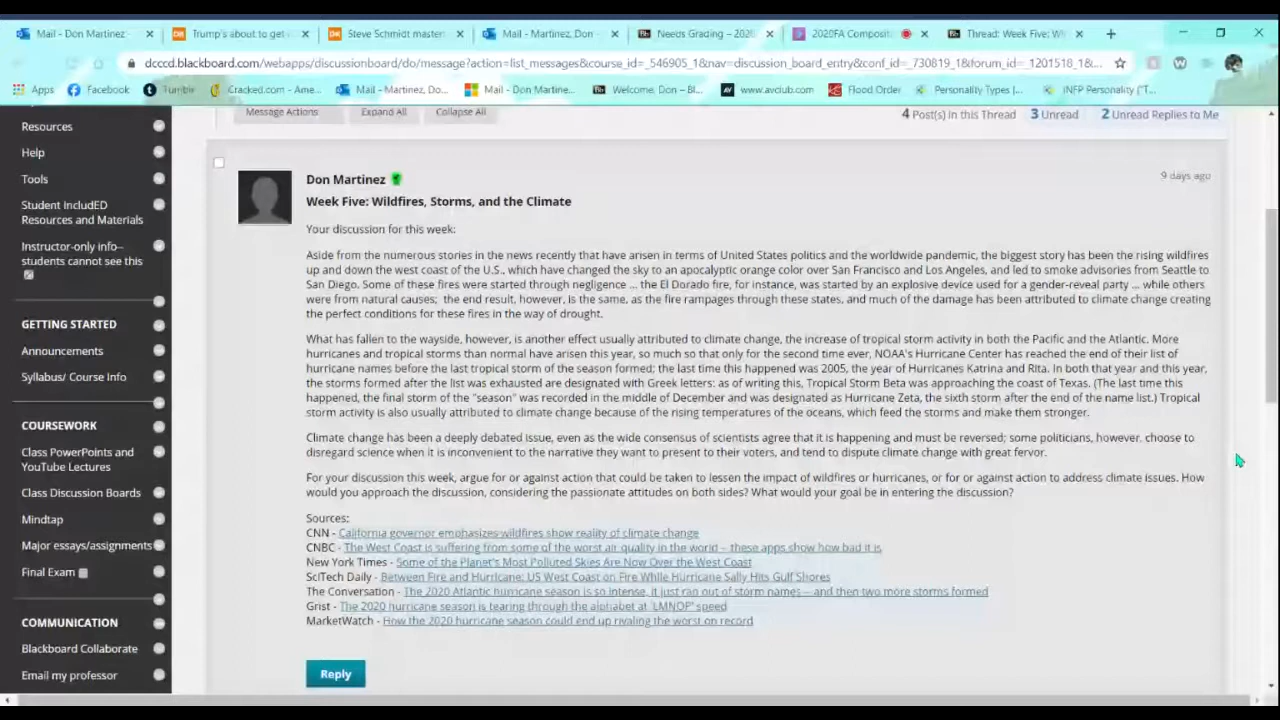 Mail - Don Martinez
Trump's about to get
Steve Schmidt master
Mail - Martinez, Don
Needs Grading – 2020
2020FA Composit
Thread: Week Five: W
dcccd.blackboard.com/webapps/discussionboard/do/message?action=list_messages&course_id=_546905_1&nav=discussion_board_entry&conf_id=_730819_1&forum_id=_1201518_1&...
Apps
Facebook
Tumblr
Cracked.com - Ame...
Mail - Martinez, Do...
Mail - Don Martine...
Welcome, Don – Bl...
www.avclub.com
Flood Order
Personality Types |...
INFP Personality ("T...
Message Actions
Expand All
Collapse All
4 Post(s) in this Thread
3 Unread
2 Unread Replies to Me
Resources
Help
Tools
Student IncludED
Resources and Materials
Instructor-only info--
students cannot see this
GETTING STARTED
Announcements
Syllabus/ Course Info
COURSEWORK
Class PowerPoints and
YouTube Lectures
Class Discussion Boards
Mindtap
Major essays/assignments
Final Exam
COMMUNICATION
Blackboard Collaborate
Email my professor
Don Martinez
9 days ago
Week Five: Wildfires, Storms, and the Climate
Your discussion for this week:
Aside from the numerous stories in the news recently that have arisen in terms of United States politics and the worldwide pandemic, the biggest story has been the rising wildfires
up and down the west coast of the U.S., which have changed the sky to an apocalyptic orange color over San Francisco and Los Angeles, and led to smoke advisories from Seattle to
San Diego. Some of these fires were started through negligence ... the El Dorado fire, for instance, was started by an explosive device used for a gender-reveal party ... while others
were from natural causes; the end result, however, is the same, as the fire rampages through these states, and much of the damage has been attributed to climate change creating
the perfect conditions for these fires in the way of drought.
What has fallen to the wayside, however, is another effect usually attributed to climate change, the increase of tropical storm activity in both the Pacific and the Atlantic. More
hurricanes and tropical storms than normal have arisen this year, so much so that only for the second time ever, NOAA's Hurricane Center has reached the end of their list of
hurricane names before the last tropical storm of the season formed; the last time this happened was 2005, the year of Hurricanes Katrina and Rita. In both that year and this year,
the storms formed after the list was exhausted are designated with Greek letters: as of writing this, Tropical Storm Beta was approaching the coast of Texas. (The last time this
happened, the final storm of the "season" was recorded in the middle of December and was designated as Hurricane Zeta, the sixth storm after the end of the name list.) Tropical
storm activity is also usually attributed to climate change because of the rising temperatures of the oceans, which feed the storms and make them stronger.
Climate change has been a deeply debated issue, even as the wide consensus of scientists agree that it is happening and must be reversed; some politicians, however, choose to
disregard science when it is inconvenient to the narrative they want to present to their voters, and tend to dispute climate change with great fervor.
For your discussion this week, argue for or against action that could be taken to lessen the impact of wildfires or hurricanes, or for or against action to address climate issues. How
would you approach the discussion, considering the passionate attitudes on both sides? What would your goal be in entering the discussion?
Sources:
CNN - California governor emphasizes wildfires show reality of climate change
CNBC - The West Coast is suffering from some of the worst air quality in the world -- these apps show how bad it is
New York Times - Some of the Planet's Most Polluted Skies Are Now Over the West Coast
SciTech Daily - Between Fire and Hurricane: US West Coast on Fire While Hurricane Sally Hits Gulf Shores
The Conversation - The 2020 Atlantic hurricane season is so intense, it just ran out of storm names -- and then two more storms formed
Grist - The 2020 hurricane season is tearing through the alphabet at 'LMNOP' speed
MarketWatch - How the 2020 hurricane season could end up rivaling the worst on record
Reply